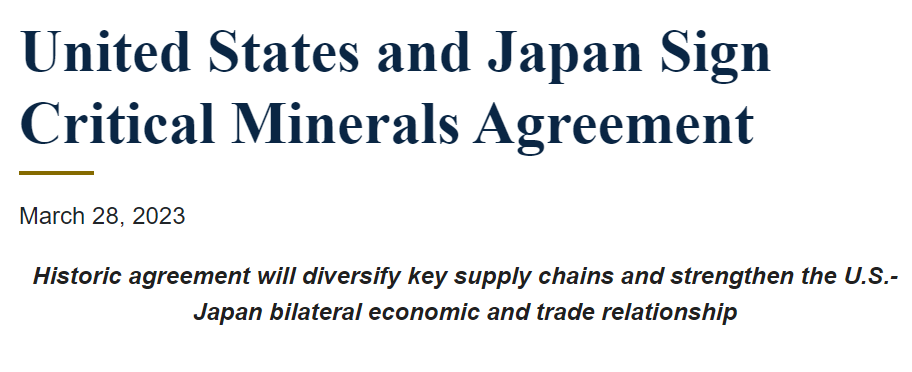 United States and Japan Sign
Critical Minerals Agreement
March 28, 2023
Historic agreement will diversify key supply chains and strengthen the U.S.-
Japan bilateral economic and trade relationship